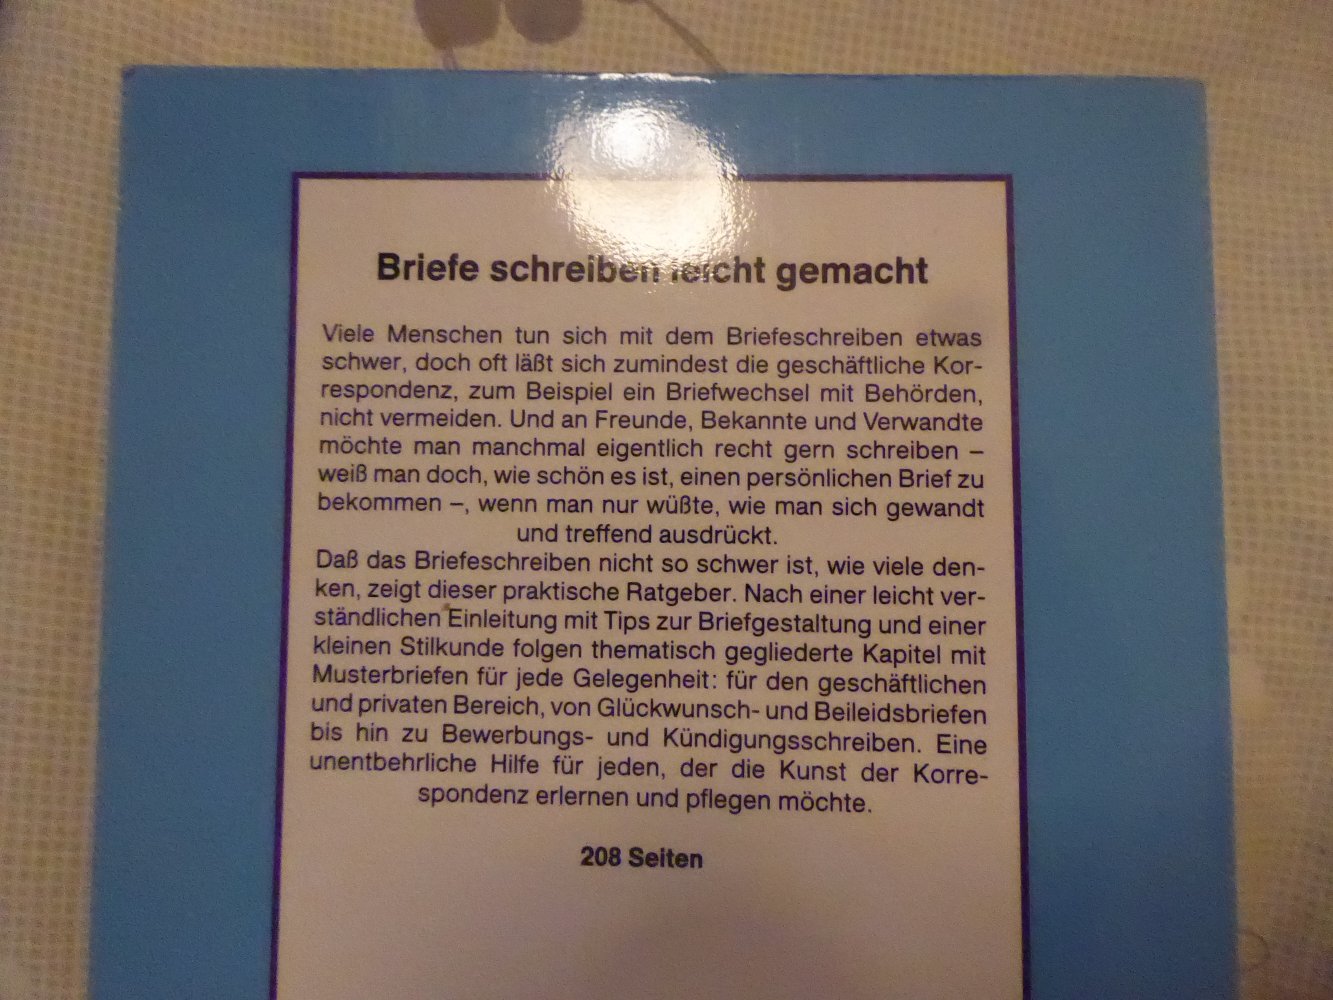 Briefe schreiben leicht gemacht
Viele Menschen tun sich mit dem Briefeschreiben etwas
schwer, doch oft läßt sich zumindest die geschäftliche Kor-
respondenz, zum Beispiel ein Briefwechsel mit Behörden,
nicht vermeiden. Und an Freunde, Bekannte und Verwandte
möchte man manchmal eigentlich recht gern schreiben –
weiß man doch, wie schön es ist, einen persönlichen Brief zu
bekommen –, wenn man nur wüßte, wie man sich gewandt
und treffend ausdrückt.
Daß das Briefeschreiben nicht so schwer ist, wie viele den-
ken, zeigt dieser praktische Ratgeber. Nach einer leicht ver-
ständlichen Einleitung mit Tips zur Briefgestaltung und einer
kleinen Stilkunde folgen thematisch gegliederte Kapitel mit
Musterbriefen für jede Gelegenheit: für den geschäftlichen
und privaten Bereich, von Glückwunsch- und Beileidsbriefen
bis hin zu Bewerbungs- und Kündigungsschreiben. Eine
unentbehrliche Hilfe für jeden, der die Kunst der Korre-
spondenz erlernen und pflegen möchte.
208 Seiten